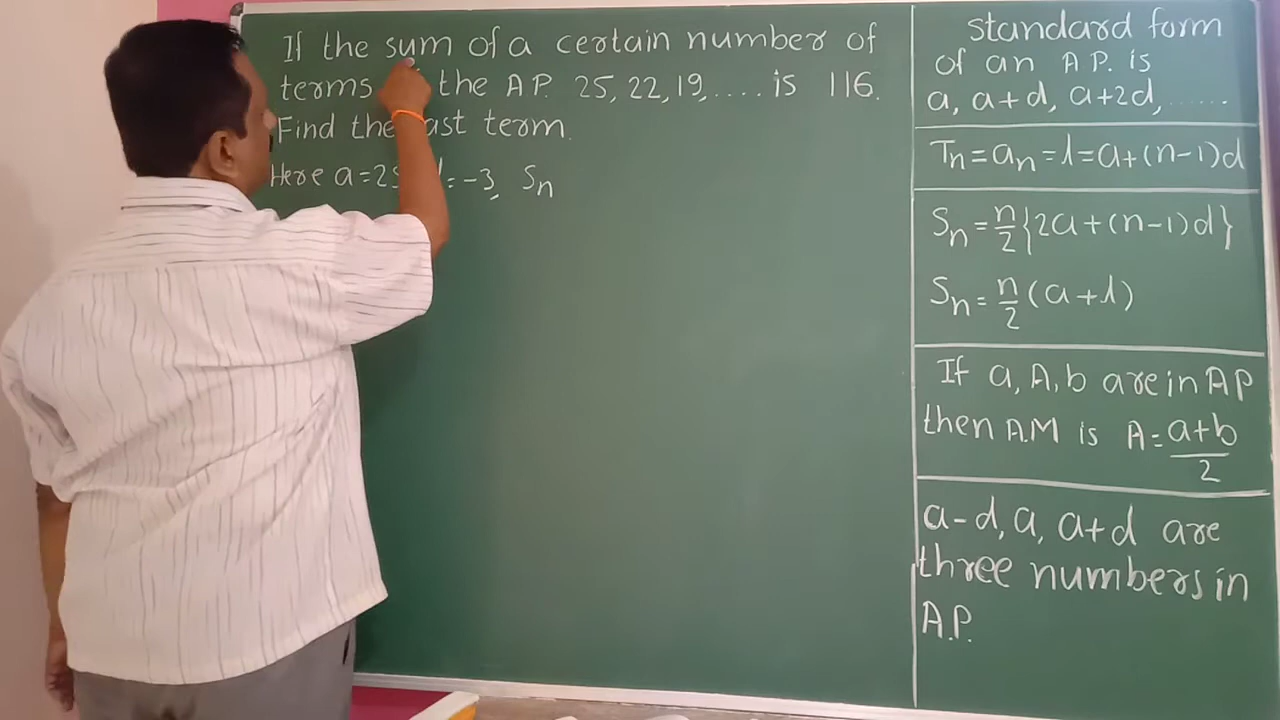 If the sum of a certain number of
terms the A.P. 25, 22, 19, .... is 116.
Find the last term.
Here a = 25 d = -3, Sn
standard form
of an A.P. is
a, a+d, a+2d, ......
Tn = an = l = a+(n-1)d
Sn = n/2 {2a+(n-1)d}
Sn = n/2 (a+l)
If a, A, b are in AP
then A.M is A = a+b/2
a-d, a, a+d are
three numbers in
A.P.